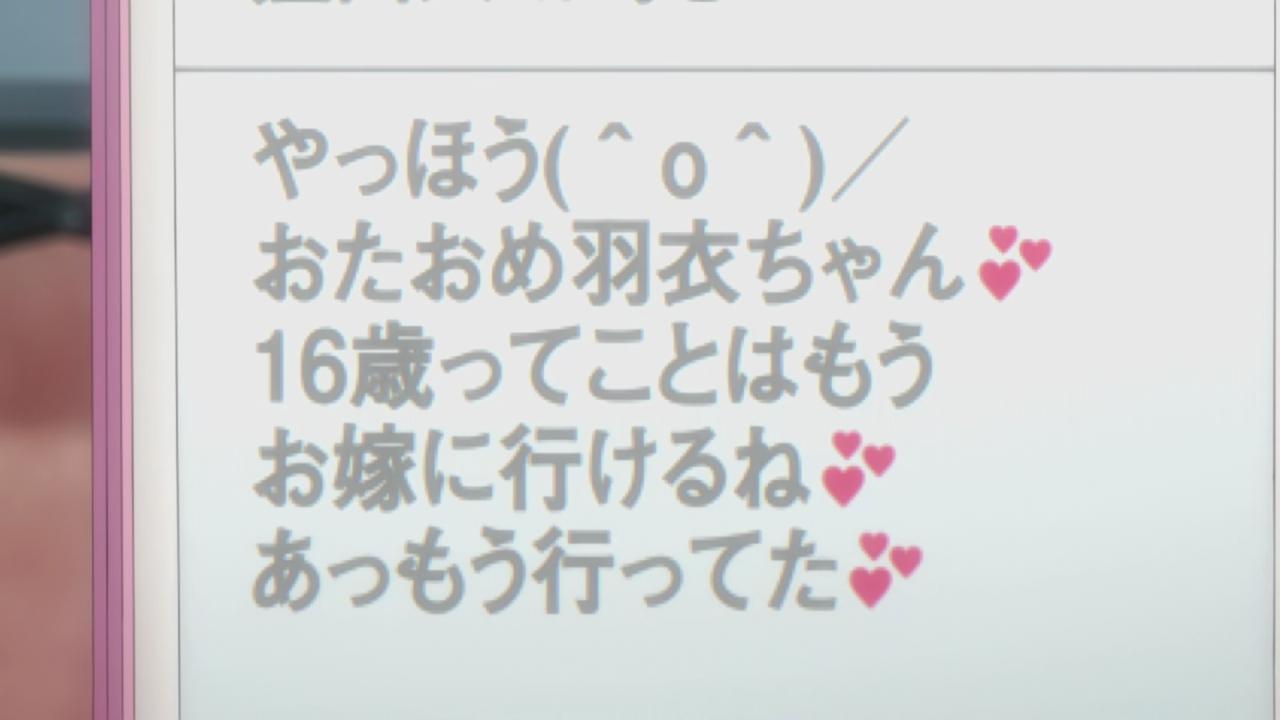 やっほう(＾o＾)／
おたおめ羽衣ちゃん💕
16歳ってことはもう
お嫁に行けるね💕
あっもう行ってた💕